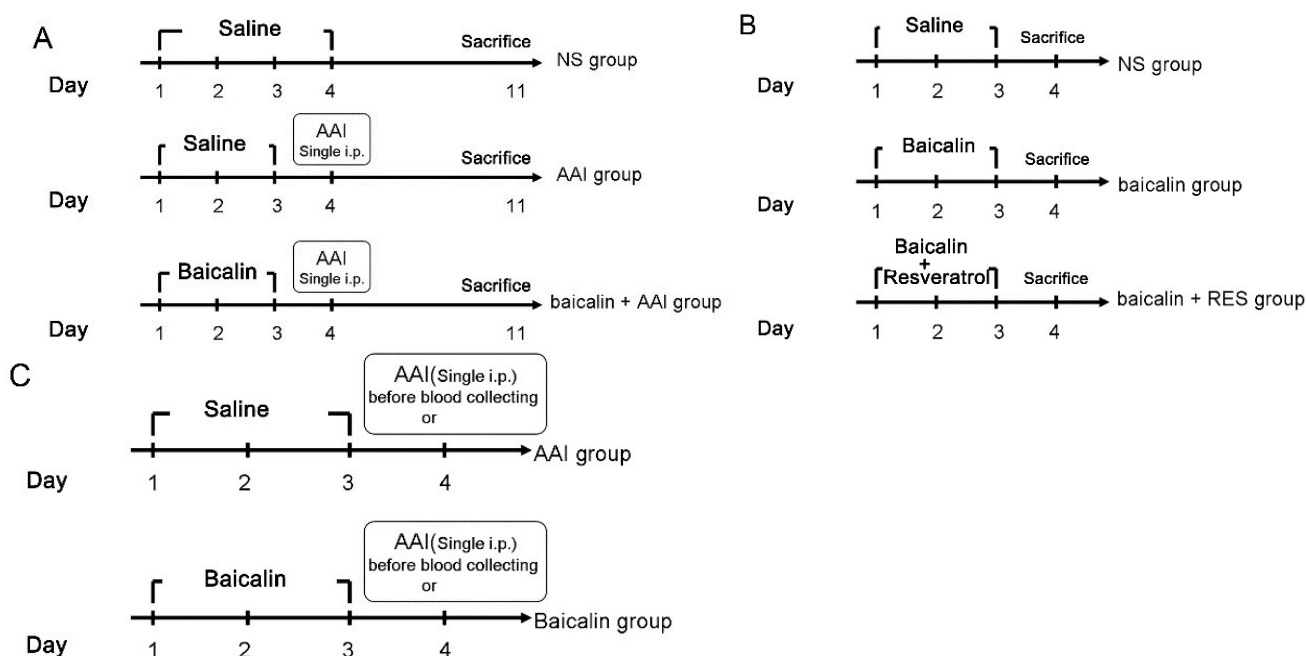 A
Saline
Sacrifice
NS group
Day
1 2 3 4 11
AAI
Single i.p.
Saline
Sacrifice
AAI group
Day
1 2 3 4 11
AAI
Single i.p.
Baicalin
Sacrifice
baicalin + AAI group
Day
1 2 3 4 11
B
Saline
Sacrifice
NS group
Day
1 2 3 4
Baicalin
Sacrifice
baicalin group
Day
1 2 3 4
Baicalin
+
Resveratrol
Sacrifice
baicalin + RES group
Day
1 2 3 4
C
AAI(Single i.p.)
before blood collecting
or
Saline
AAI group
Day
1 2 3 4
AAI(Single i.p.)
before blood collecting
or
Baicalin
Baicalin group
Day
1 2 3 4